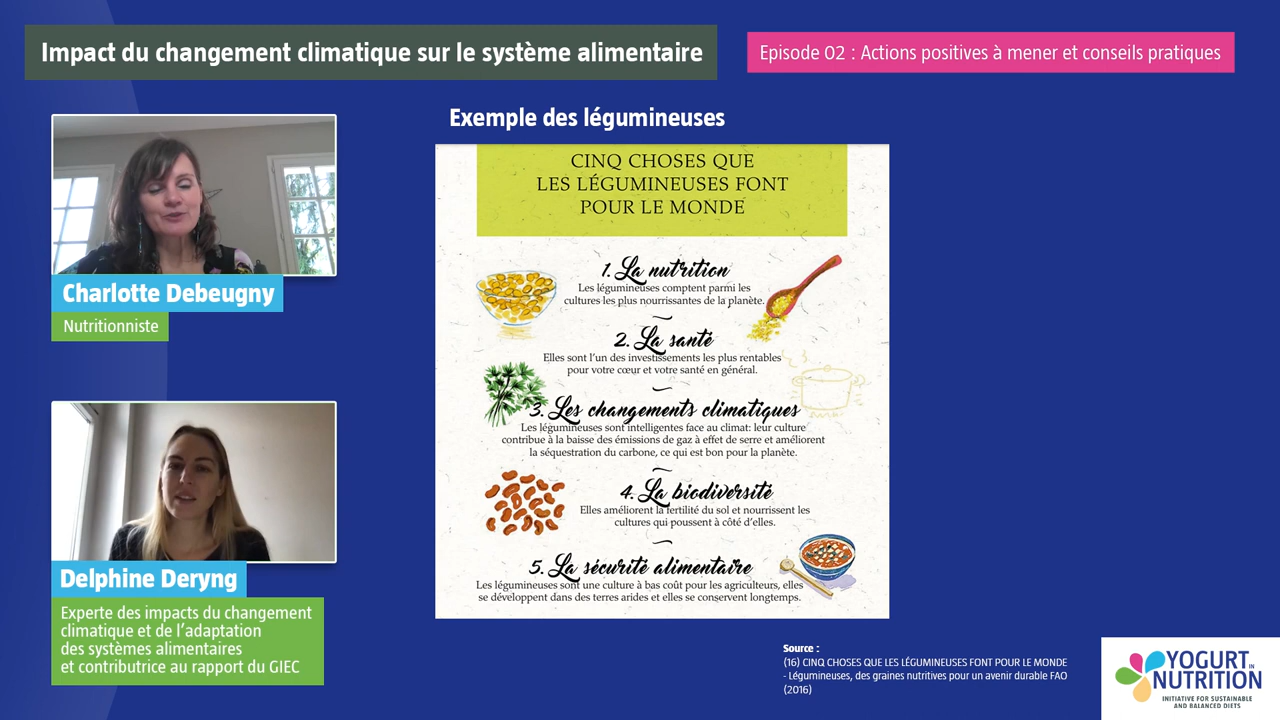 Impact du changement climatique sur le système alimentaire
Episode 02 : Actions positives à mener et conseils pratiques
Charlotte Debeugny
Nutritionniste
Delphine Deryng
Experte des impacts du changement
climatique et de l'adaptation
des systèmes alimentaires
et contributrice au rapport du GIEC
Exemple des légumineuses
CINQ CHOSES QUE
LES LÉGUMINEUSES FONT
POUR LE MONDE
1. La nutrition
Les légumineuses comptent parmi les
cultures les plus nourrissantes de la planète.
2. La santé
Elles sont l'un des investissements les plus rentables
pour votre cœur et votre santé en général.
3. Les changements climatiques
Les légumineuses sont intelligentes face au climat: leur culture
contribue à la baisse des émissions de gaz à effet de serre et améliorent
la séquestration du carbone, ce qui est bon pour la planète.
4. La biodiversité
Elles améliorent la fertilité du sol et nourrissent les
cultures qui poussent à côté d'elles.
5. La sécurité alimentaire
Les légumineuses sont une culture à bas coût pour les agriculteurs, elles
se développent dans des terres arides et elles se conservent longtemps.
Source :
(16) CINQ CHOSES QUE LES LÉGUMINEUSES FONT POUR LE MONDE
- Légumineuses, des graines nutritives pour un avenir durable FAO
(2016)
YOGURT IN
NUTRITION
INITIATIVE FOR SUSTAINABLE
AND BALANCED DIETS